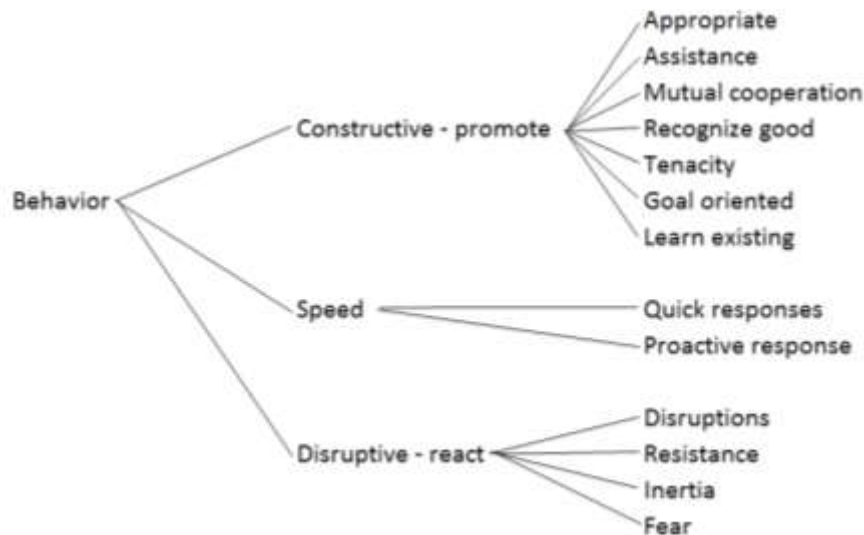 Appropriate
Assistance
Mutual cooperation
Constructive - promote
Recognize good
Tenacity
Behavior
Goal oriented
Learn existing
Speed
Quick responses
Proactive response
Disruptions
Disruptive - react
Resistance
Inertia
Fear